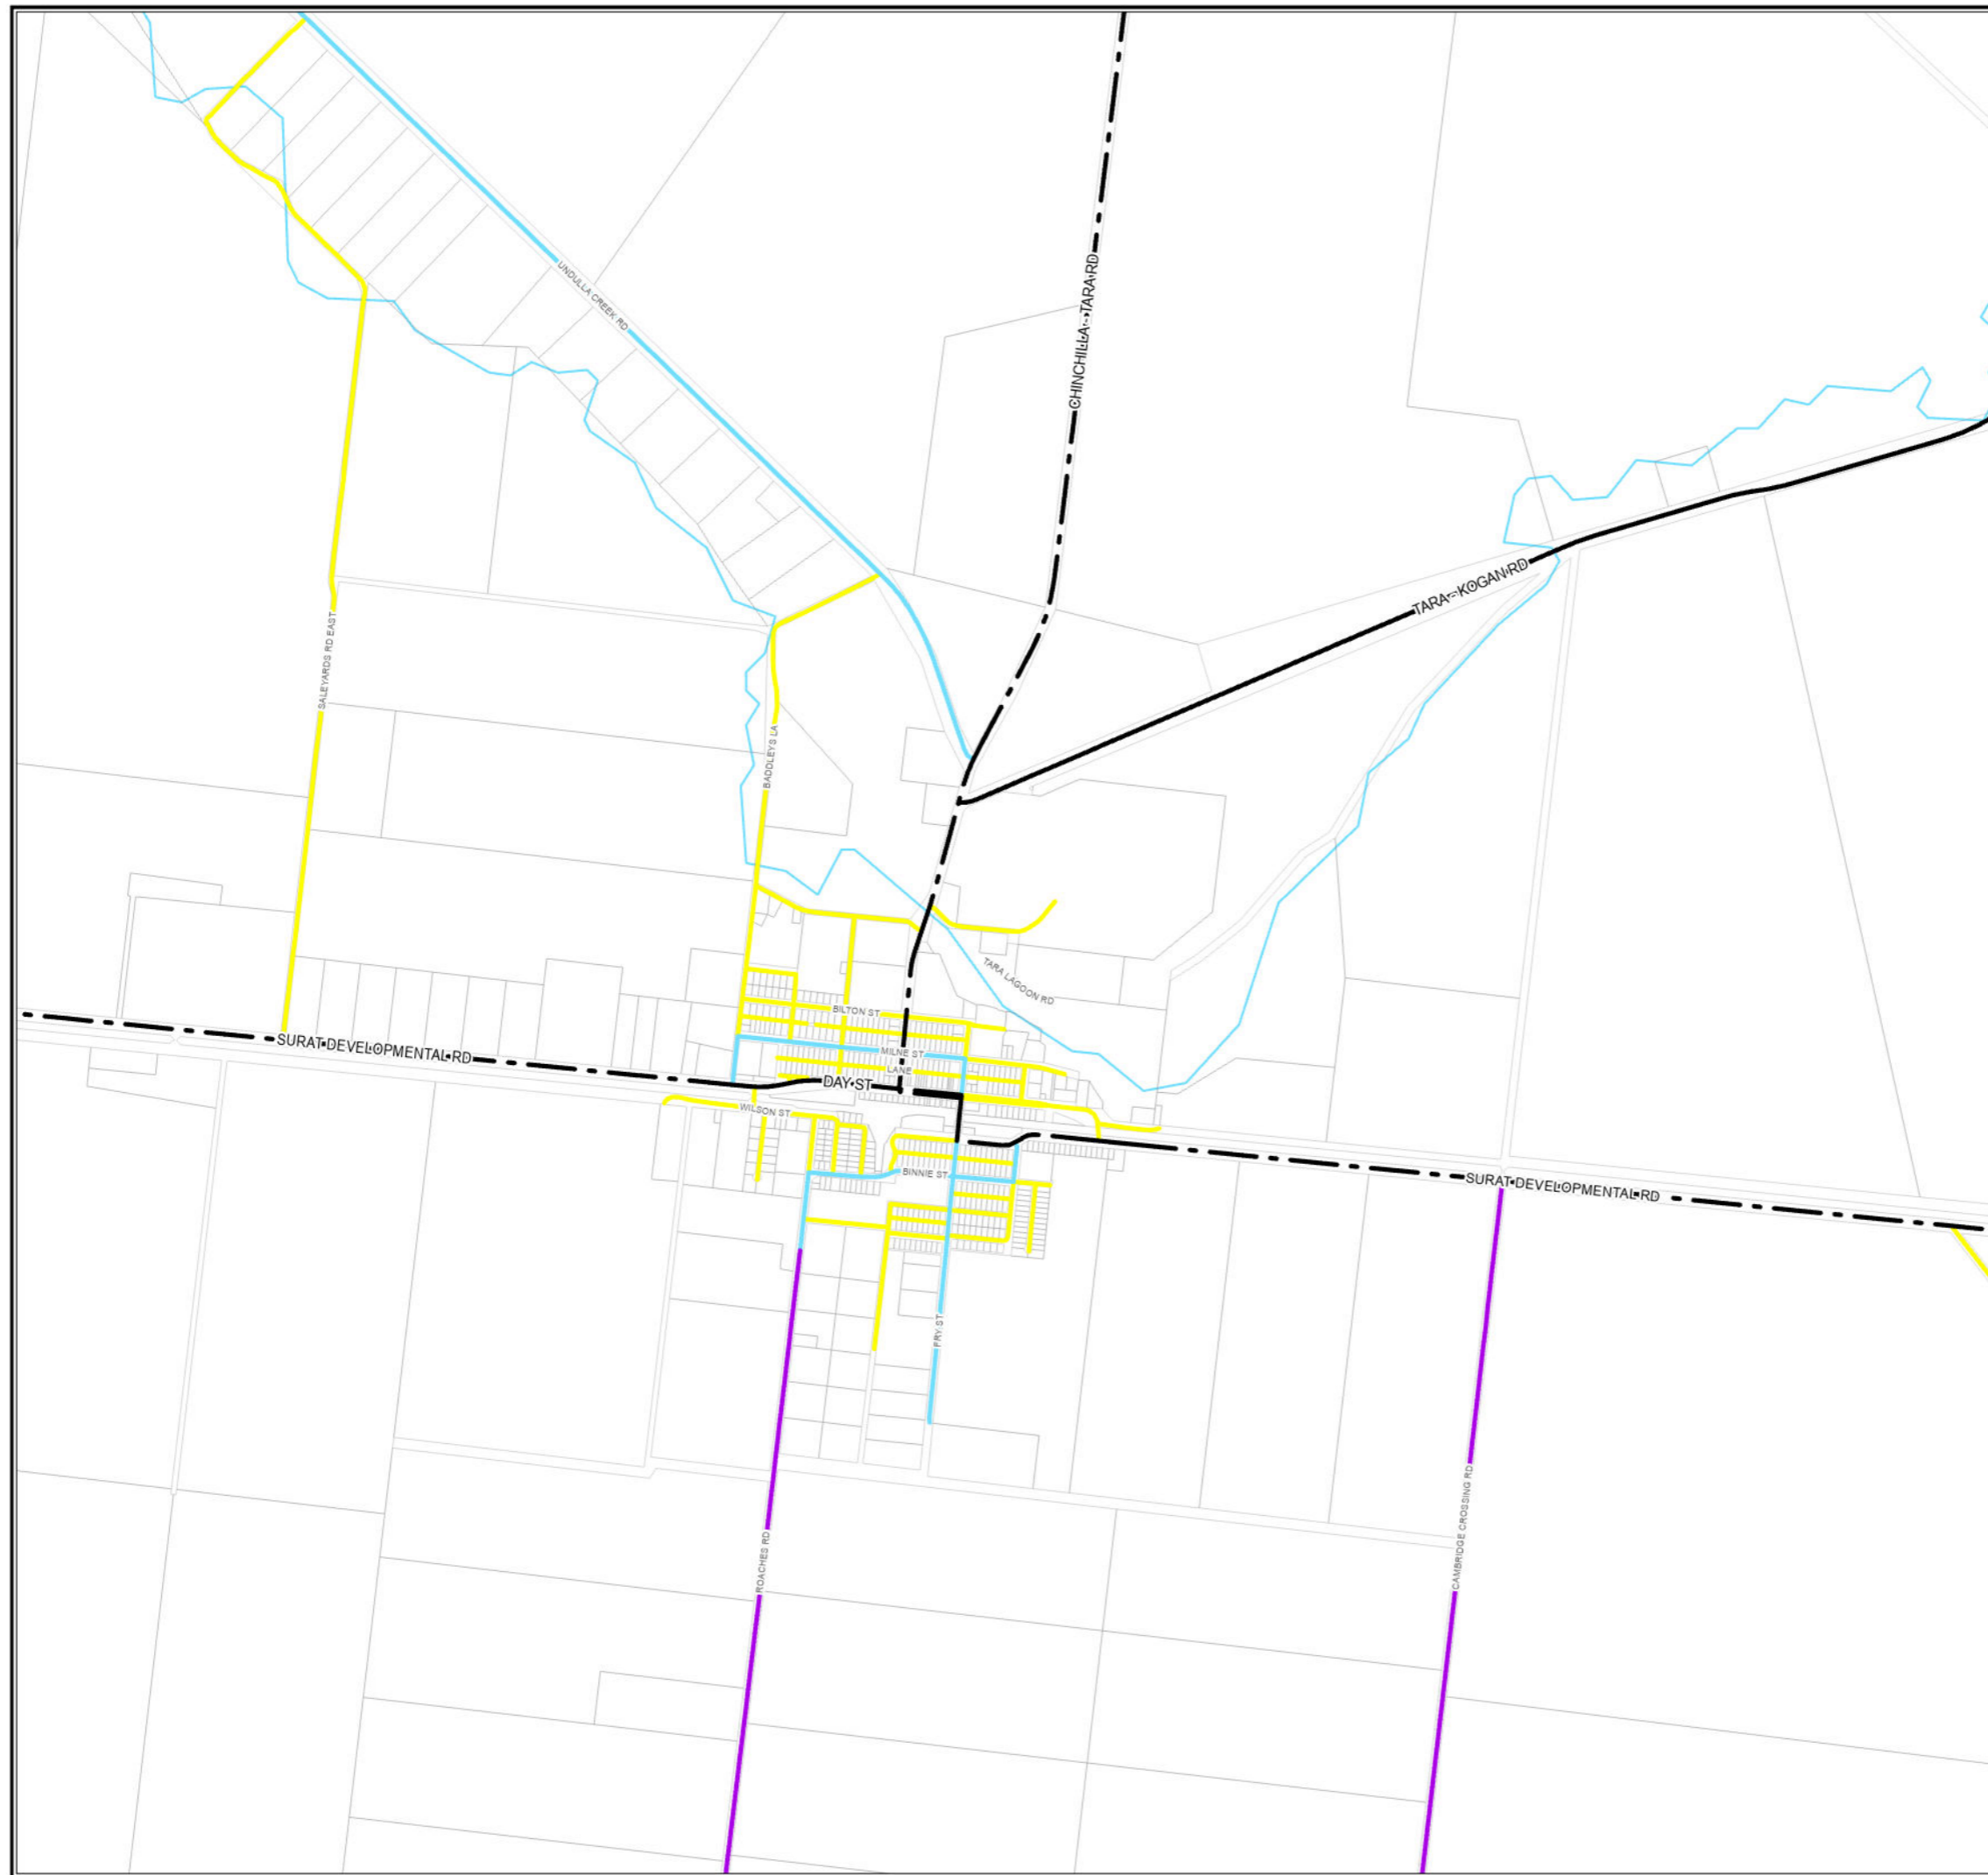 UNDULLA CREEK RD
CHINCHILLA - TARA RD
TARA - KOGAN RD
SALEYARDS RD EAST
BADDLEYS LA
TARA LAGOON RD
BILTON ST
MILNE ST
LANE
SURAT DEVELOPMENTAL RD
DAY ST
WILSON ST
BINNIE ST
SURAT DEVELOPMENTAL RD
FRY ST
ROACHES RD
CAMBRIDGE CROSSING RD